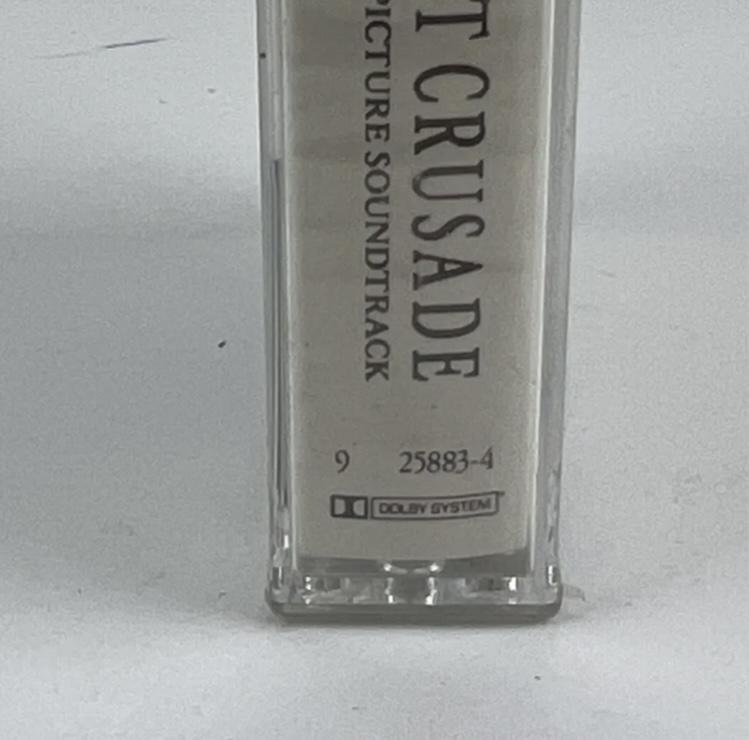 T CRUSADE
PICTURE SOUNDTRACK
9 25883-4
DOLBY SYSTEM